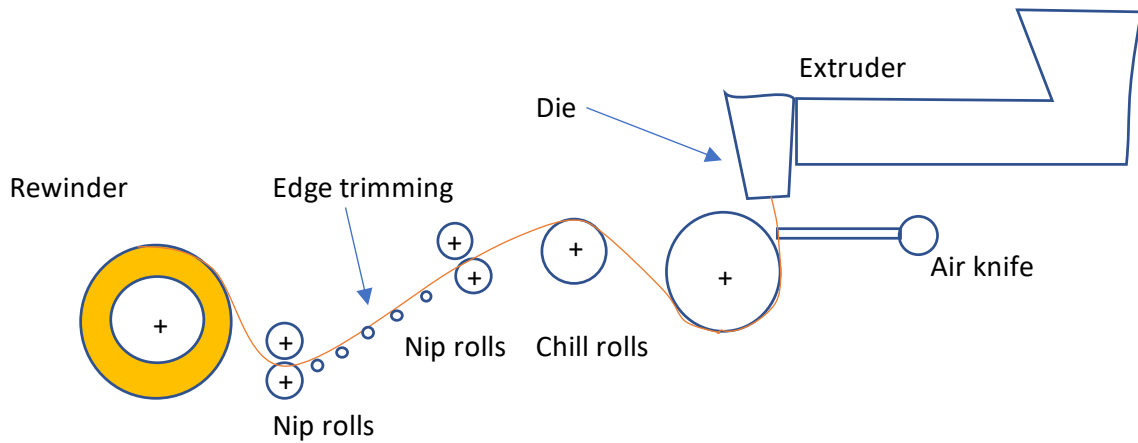 Extruder
Die
Rewinder
Edge trimming
Air knife
Nip rolls
Chill rolls
Nip rolls